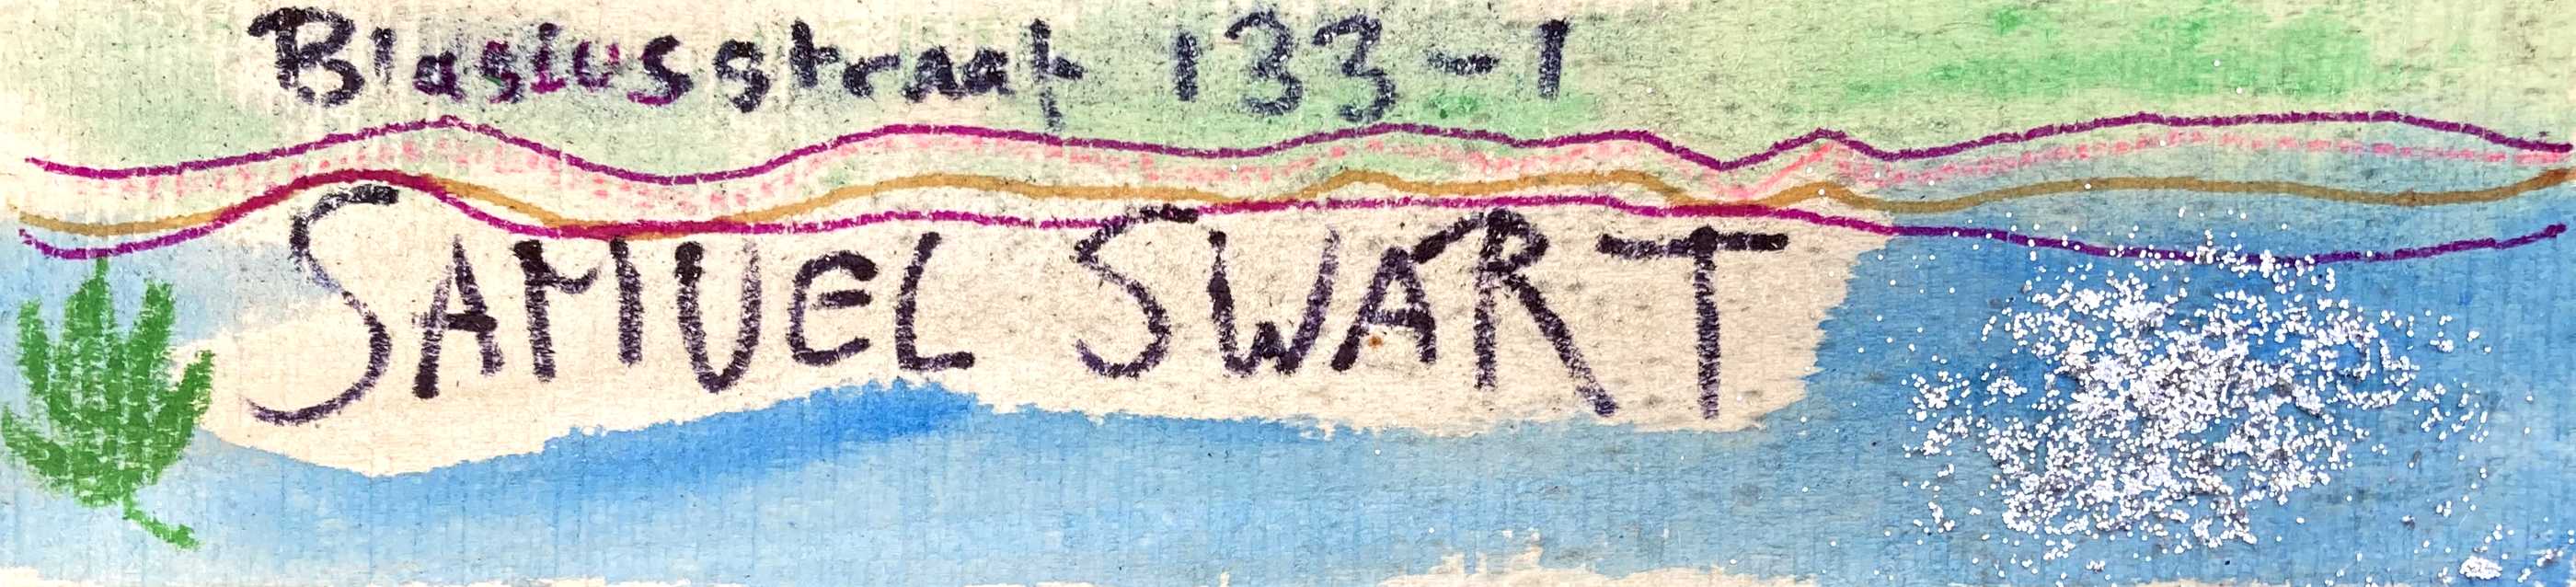 Blasiusstraat 133-1
SAMUEL SWART